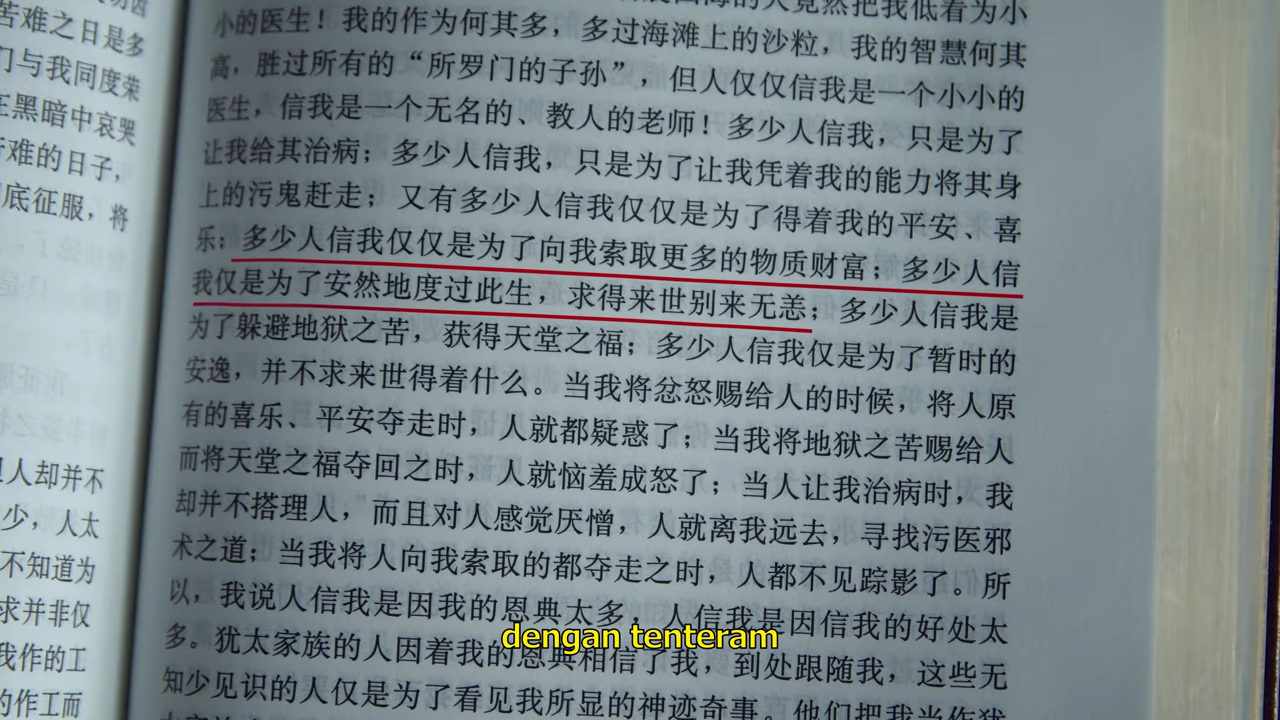 苦难之日是多
们与我同度荣
在黑暗中哀哭
难的日子，
底征服，将
人却并不
少，人太
不知道为
求并非仅
我作的工
的作工而
的人竟然把我低看为小
小的医生！我的作为何其多，多过海滩上的沙粒，我的智慧何其
高，胜过所有的“所罗门的子孙”，但人仅仅信我是一个小小的
医生，信我是一个无名的、教人的老师！多少人信我，只是为了
让我给其治病；多少人信我，只是为了让我凭着我的能力将其身
上的污鬼赶走；又有多少人信我仅仅是为了得着我的平安、喜
乐；多少人信我仅仅是为了向我索取更多的物质财富；多少人信
我仅是为了安然地度过此生，求得来世别来无恙；多少人信我是
为了躲避地狱之苦，获得天堂之福；多少人信我仅是为了暂时的
安逸，并不求来世得着什么。当我将忿怒赐给人的时候，将人原
有的喜乐、平安夺走时，人就都疑惑了；当我将地狱之苦赐给人
而将天堂之福夺回之时，人就恼羞成怒了；当人让我治病时，我
却并不搭理人，而且对人感觉厌憎，人就离我远去，寻找污医邪
术之道；当我将人向我索取的都夺走之时，人都不见踪影了。所
以，我说人信我是因我的恩典太多，人信我是因信我的好处太
多。犹太家族的人因着我的恩典相信了我，到处跟随我，这些无
知少见识的人仅是为了看见我所显的神迹奇事。他们把我当作犹
dengan tenteram